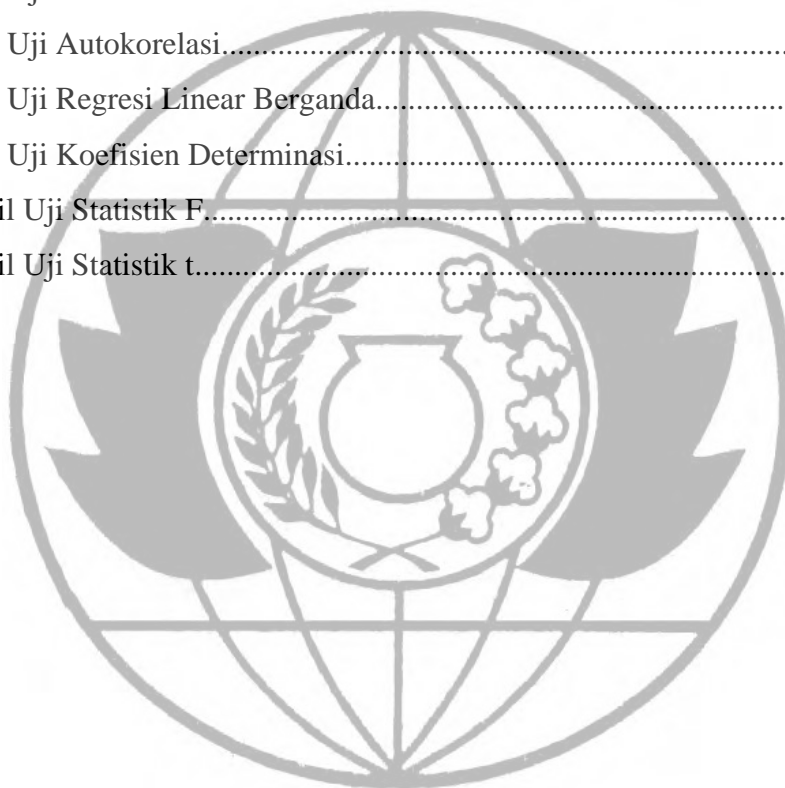 Uji Autokorelasi..........................................................................................
Uji Regresi Linear Berganda.................................................................
Uji Koefisien Determinasi......................................................................
il Uji Statistik F..........................................................................................
il Uji Statistik t............................................................................................